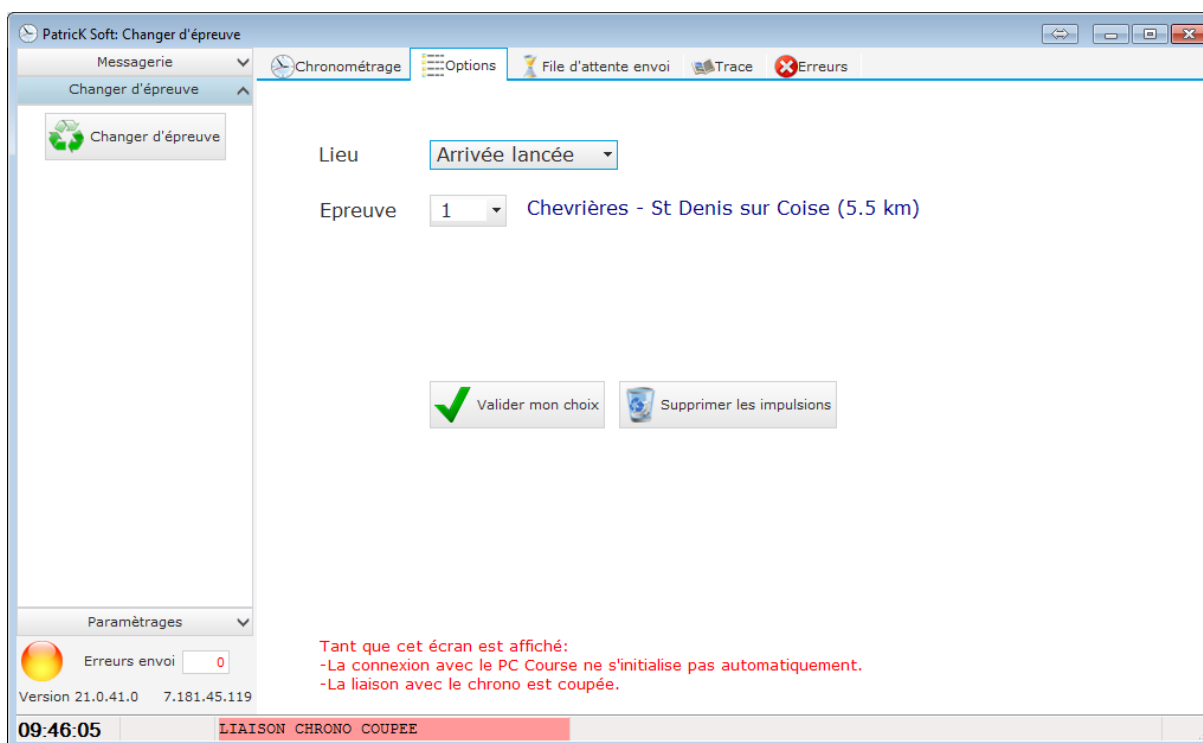 PatricK Soft: Changer d'épreuve
Messagerie
Chronométrage Options File d'attente envoi Trace Erreurs
Changer d'épreuve
Changer d'épreuve
Lieu Arrivée lancée
Epreuve 1 Chevrières - St Denis sur Coise (5.5 km)
Valider mon choix Supprimer les impulsions
Paramètrages
Tant que cet écran est affiché:
-La connexion avec le PC Course ne s'initialise pas automatiquement.
-La liaison avec le chrono est coupée.
Erreurs envoi 0
Version 21.0.41.0 7.181.45.119
09:46:05 LIAISON CHRONO COUPEE